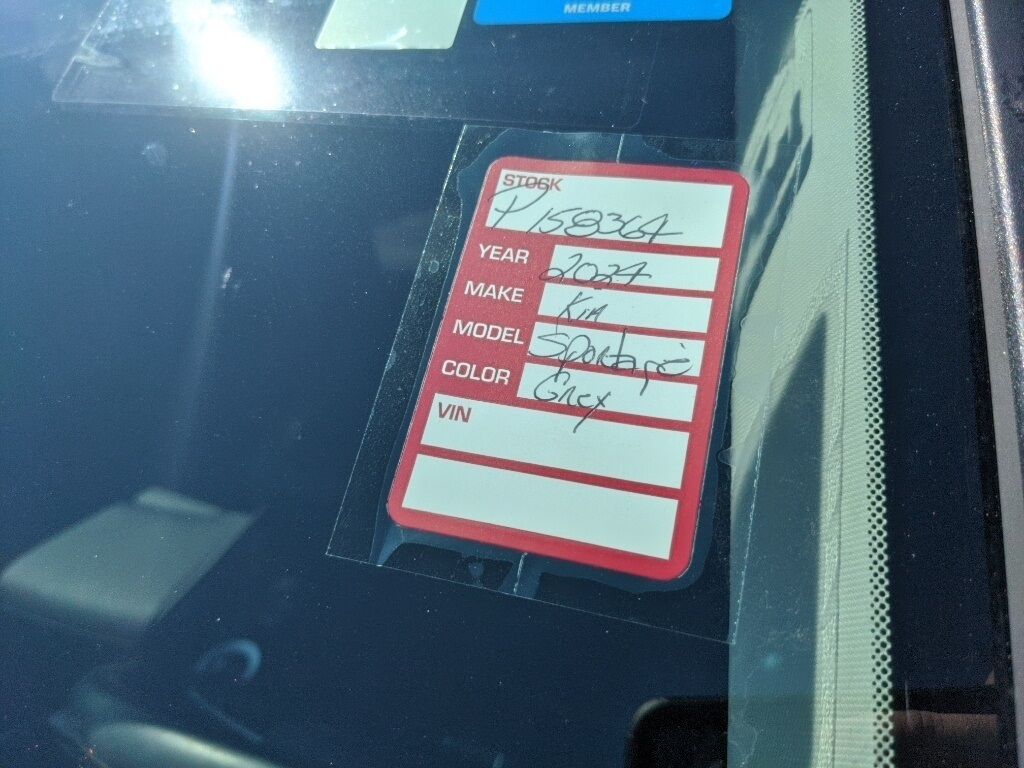 MEMBER
STOCK
P158364
YEAR 2024
MAKE Kia
MODEL Sportage
COLOR Grey
VIN